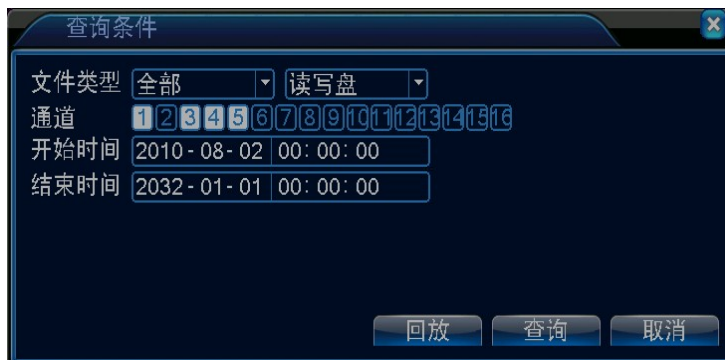 查询条件
文件类型 全部 读写盘
通道 1 2 3 4 5 6 7 8 9 10 11 12 13 14 15 16
开始时间 2010-08-02 00:00:00
结束时间 2032-01-01 00:00:00
回放 查询 取消